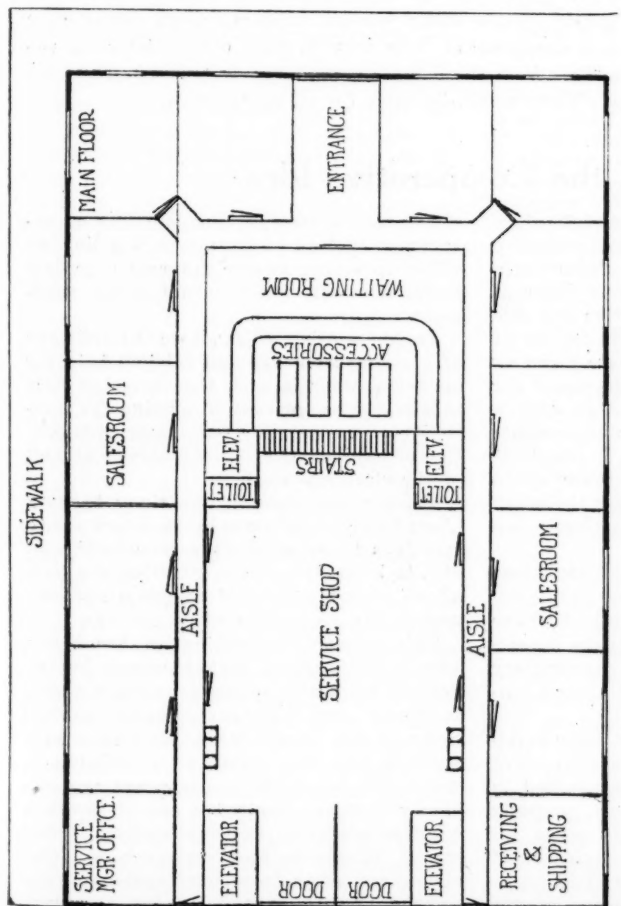 MAIN FLOOR
ENTRANCE
WAITING ROOM
ACCESSORIES
SIDEWALK
SALESROOM
ELEV.
STAIRS
ELEV.
TOILET
TOILET
AISLE
SERVICE SHOP
AISLE
SALESROOM
SERVICE
MGR. OFFCE.
ELEVATOR
DOOR
DOOR
ELEVATOR
RECEIVING
&
SHIPPING